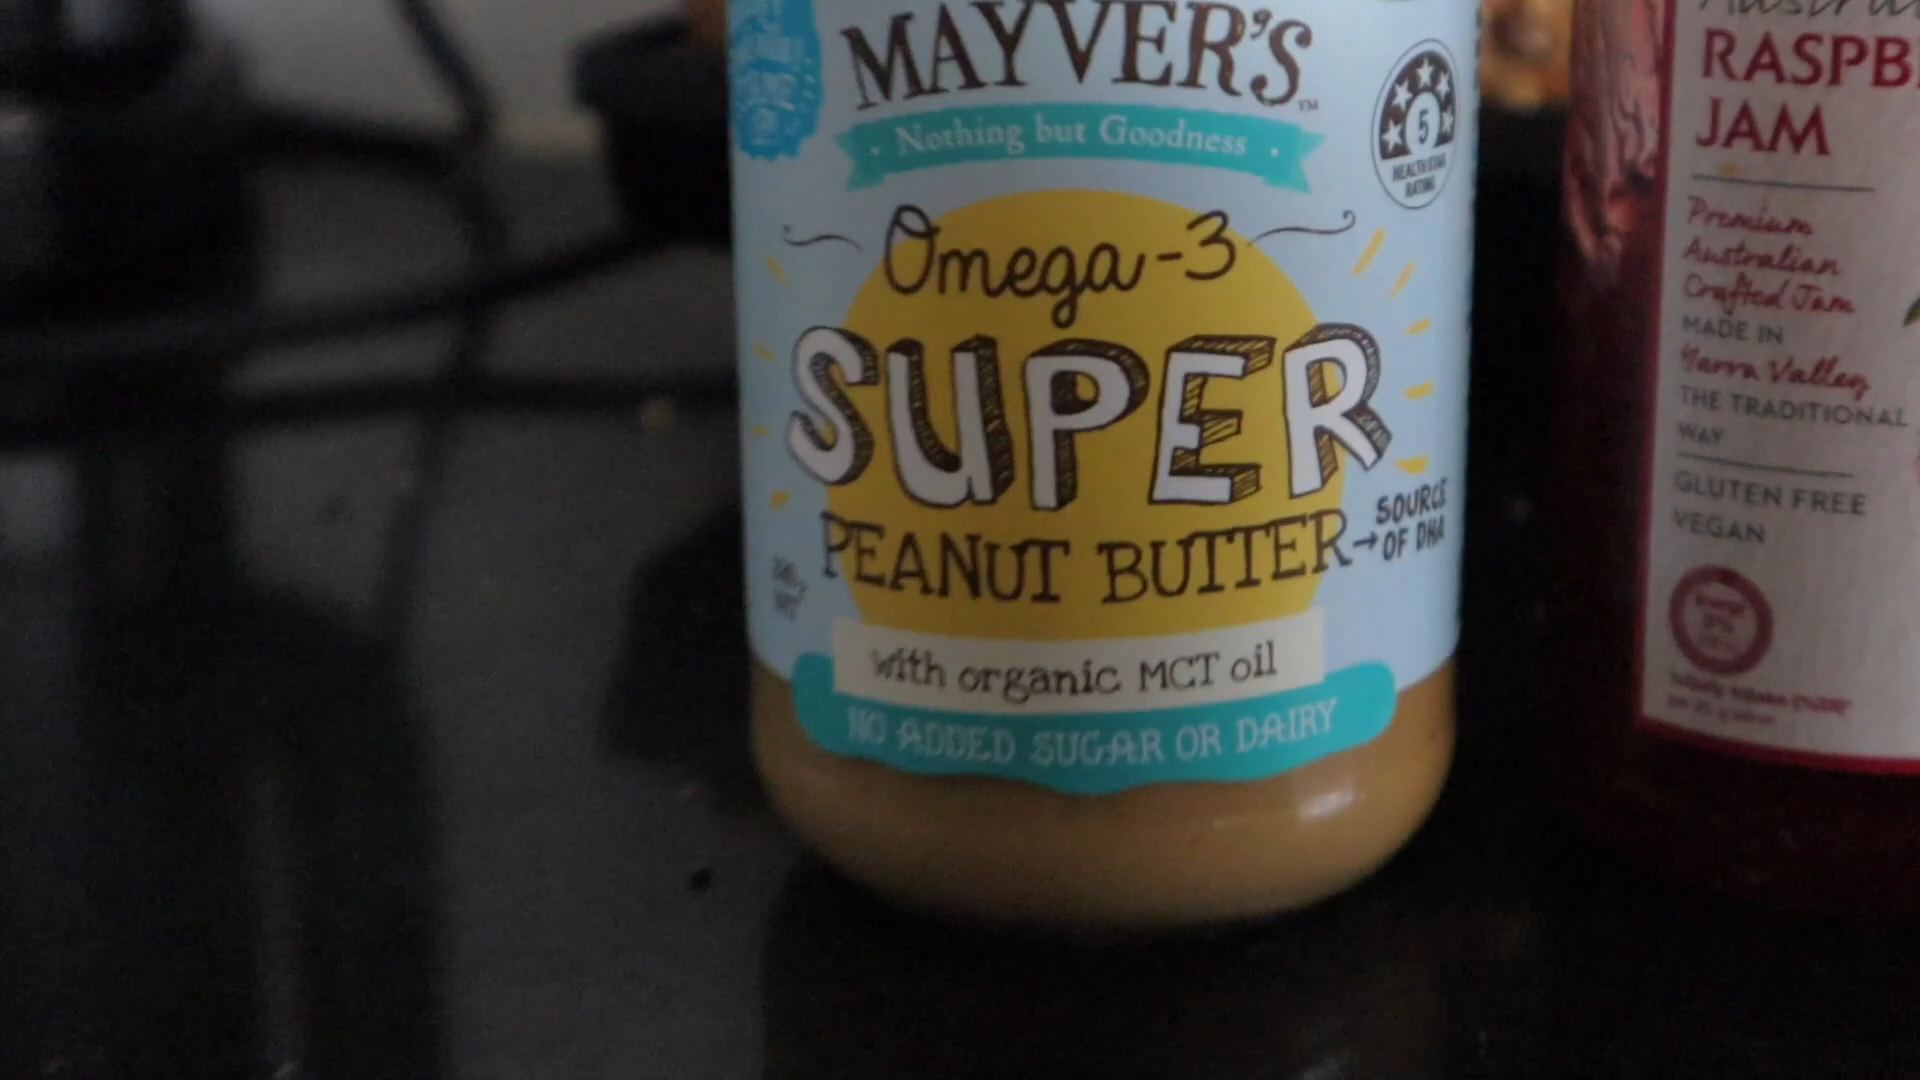 MAYVER'S
TM
· Nothing but Goodness ·
5
HEALTH STAR
RATING
Omega-3
SUPER
PEANUT BUTTER→
SOURCE
OF DHA
with organic MCT oil
NO ADDED SUGAR OR DAIRY
RASPB
JAM
Premium
Australian
Crafted Jam
MADE IN
Yarra Valley
THE TRADITIONAL
WAY
GLUTEN FREE
VEGAN